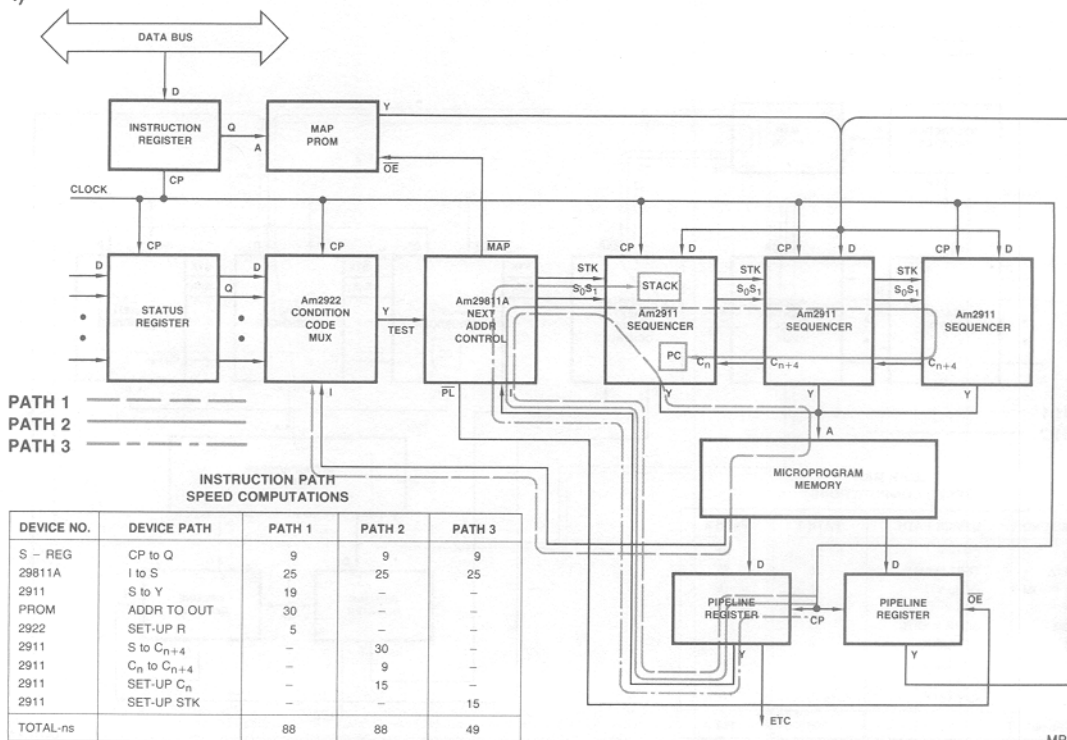 DATA BUS
D
INSTRUCTION
REGISTER
Q
A
CP
MAP
PROM
Y
OE
CLOCK
CP
CP
MAP
CP
D
CP
D
CP
D
D
STATUS
REGISTER
D
Q
Am2922
CONDITION
CODE
MUX
I
Y
TEST
Am29811A
NEXT
ADDR
CONTROL
PL
I
STK
S0S1
STACK
Am2911
SEQUENCER
PC
Cn
Y
STK
S0S1
Am2911
SEQUENCER
Cn+4
Y
STK
S0S1
Am2911
SEQUENCER
Cn+4
Y
A
MICROPROGRAM
MEMORY
D
D
PIPELINE
REGISTER
CP
PIPELINE
REGISTER
OE
Y
Y
ETC
PATH 1
PATH 2
PATH 3
INSTRUCTION PATH
SPEED COMPUTATIONS
DEVICE NO. DEVICE PATH PATH 1 PATH 2 PATH 3
S – REG CP to Q 9 9 9
29811A I to S 25 25 25
2911 S to Y 19 – –
PROM ADDR TO OUT 30 – –
2922 SET-UP R 5 – –
2911 S to Cn+4 – 30 –
2911 Cn to Cn+4 – 9 –
2911 SET-UP Cn – 15 –
2911 SET-UP STK – – 15
TOTAL-ns 88 88 49